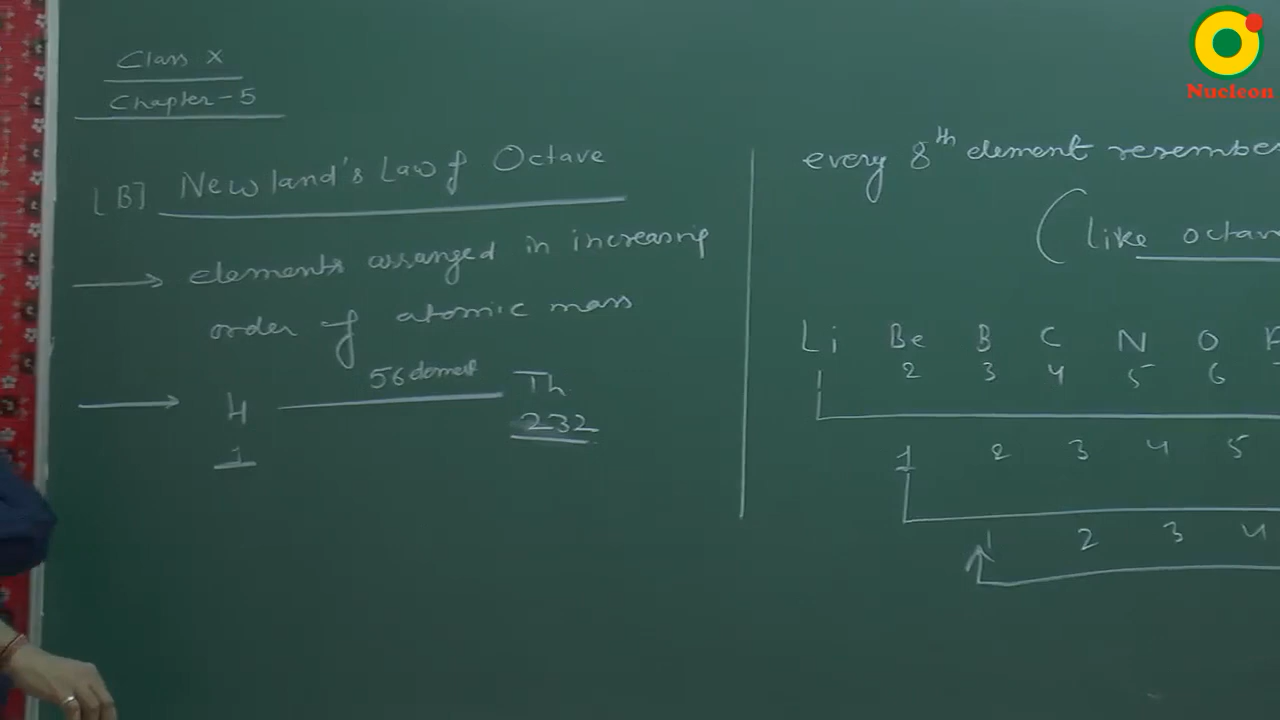 Class X
Chapter-5
[B] Newland's Law of Octave
→ elements arranged in increasing
order of atomic mass
→ H 56 element Th
1 232
every 8th element resembe
(like octav
Li Be B C N O F
1 2 3 4 5 6 7
1 2 3 4 5
1 2 3 4
Nucleon